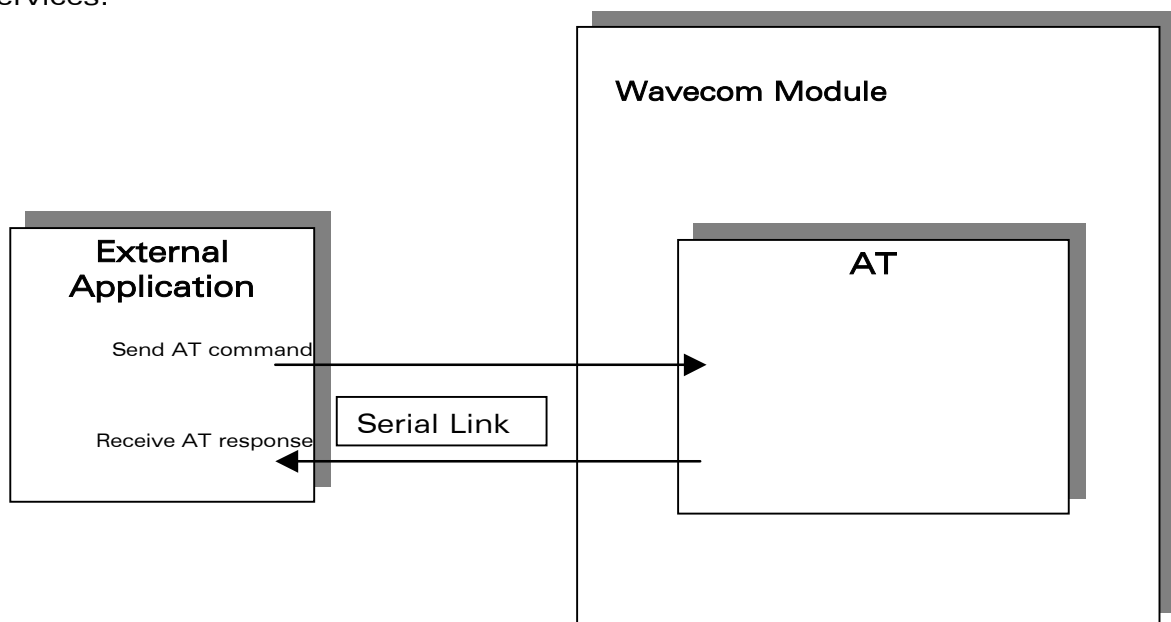 Wavecom Module
External
Application
AT
Send AT command
Serial Link
Receive AT response